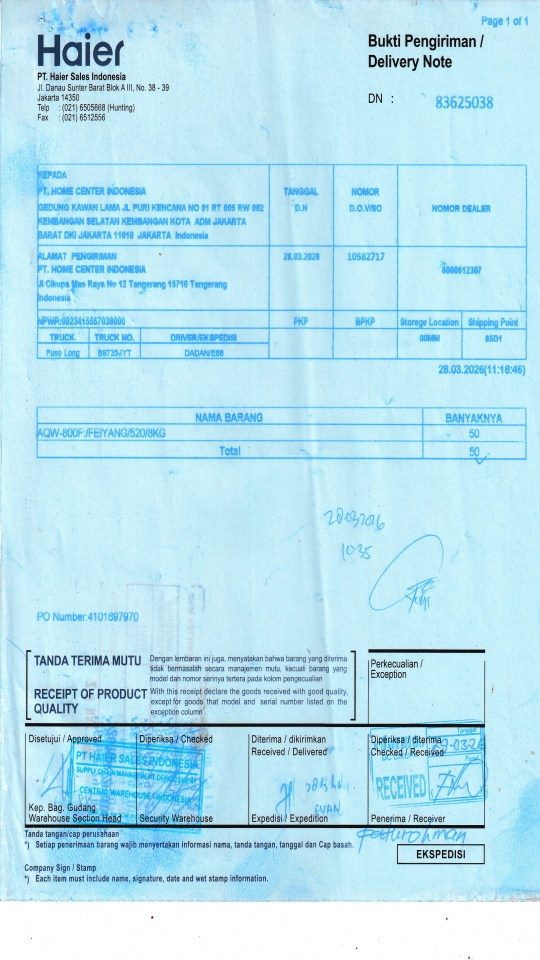 Page 1 of 1
Haier
Bukti Pengiriman /
Delivery Note
PT. Haier Sales Indonesia
Jl. Danau Sunter Barat Blok A III, No. 38 - 39
Jakarta 14350
Telp : (021) 6505668 (Hunting)
Fax : (021) 6512556
DN : 83625038
KEPADA
PT. HOME CENTER INDONESIA
GEDUNG KAWAN LAMA JL PURI KENCANA NO 01 RT 005 RW 002
KEMBANGAN SELATAN KEMBANGAN KOTA ADM JAKARTA
BARAT DKI JAKARTA 11610 JAKARTA Indonesia
TANGGAL
D.N
NOMOR
D.O.V/SO
NOMOR DEALER
ALAMAT PENGIRIMAN
PT. HOME CENTER INDONESIA
Jl Cikupa Mas Raya No 12 Tangerang 15710 Tangerang
Indonesia
28.03.2026
10582717
NPWP:0023415557036000
PKP
BPKP
Storege Location
Shipping Point
TRUCK.
TRUCK NO.
DRIVER/EKSPEDISI
00MM
Fuso Long
B9735JYT
28.03.2026(11:18:46)
NAMA BARANG
BANYAKNYA
AQW-800F:/FEIYANG/520/8KG
50
Total
50
10.35
PO Number:4101697970
TANDA TERIMA MUTU
Dengan lembaran ini juga, menyatakan bahwa barang yang diterima
tidak bermasalah secara manajemen mutu, kecuali barang yang
model dan nomor serinya tertera pada kolom pengecualian
RECEIPT OF PRODUCT
QUALITY
With this receipt declare the goods received with good quality,
except for goods that model and serial number listed on the
exception column
Perkecualian /
Exception
Disetujui / Approved
Diperiksa / Checked
Diterima / dikirimkan
Received / Delivered
Diperiksa / diterima
Checked / Received
Tanggal
PT HAIER SALES INDONESIA
SUPPLY CHAIN MANAGEMENT DEPARTEMENT
CENTRAL WAREHOUSE INDONESIA
RECEIVED
Kep. Bag. Gudang
Warehouse Section Head
Security Warehouse
Expedisi / Expedition
Penerima / Receiver
Tanda tangan/cap perusahaan
*) Setiap penerimaan barang wajib menyertakan informasi nama, tanda tangan, tanggal dan Cap basah.
EKSPEDISI
Company Sign / Stamp
*) Each item must include name, signature, date and wet stamp information.